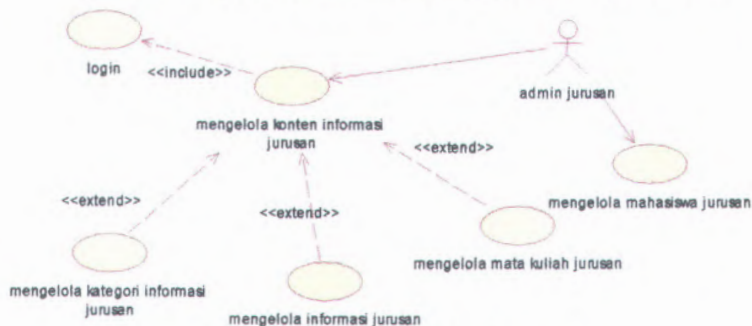 login
<<include>>
admin jurusan
mengelola konten informasi
jurusan
<<extend>>
mengelola mahasiswa jurusan
<<extend>>
<<extend>>
mengelola mata kuliah jurusan
mengelola kategori informasi
jurusan
mengelola informasi jurusan